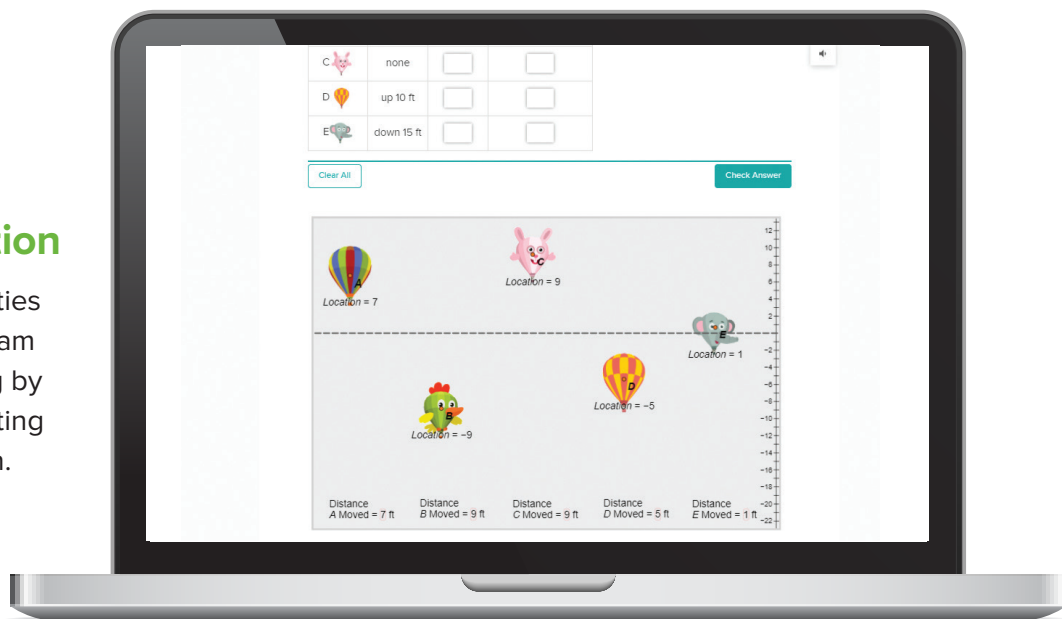 tion
ties
am
g by
ting
n.
C none
D up 10 ft
E down 15 ft
Clear All
Check Answer
A
Location = 7
C
Location = 9
E
Location = 1
D
Location = −5
B
Location = −9
12
10
8
6
4
2
−2
−4
−6
−8
−10
−12
−14
−16
−18
−20
−22
Distance
A Moved = 7 ft
Distance
B Moved = 9 ft
Distance
C Moved = 9 ft
Distance
D Moved = 5 ft
Distance
E Moved = 1 ft